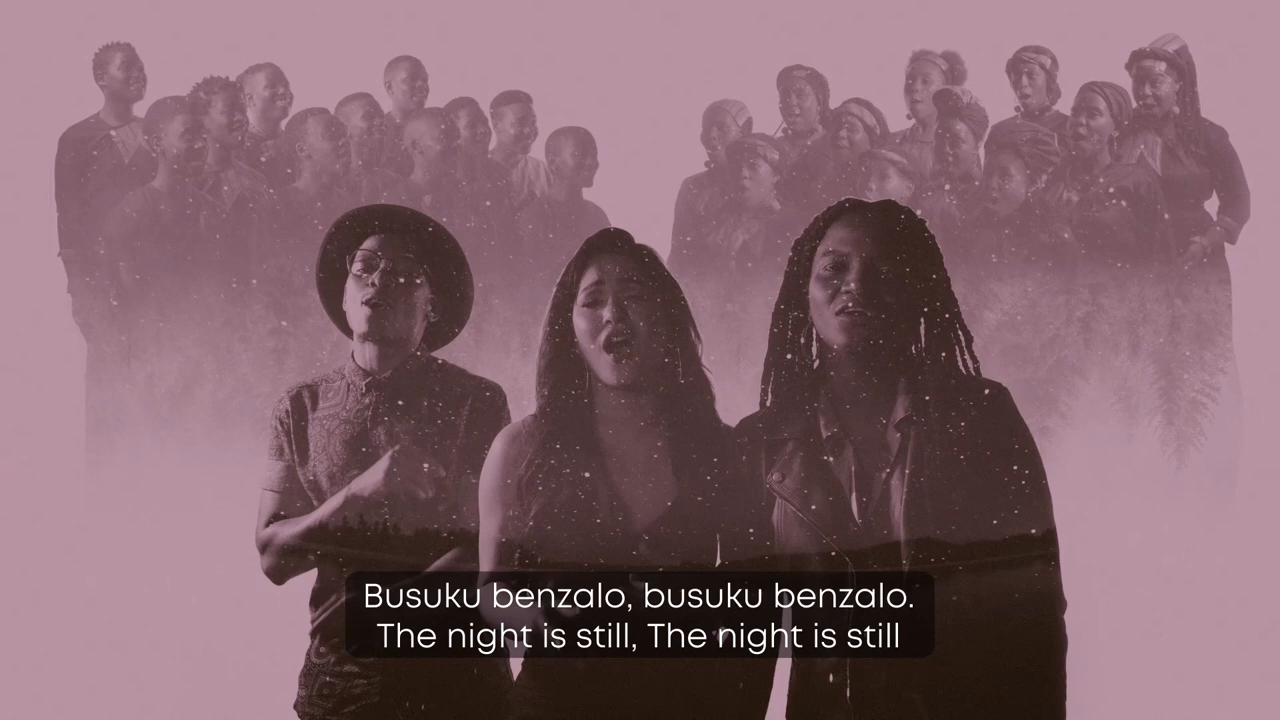 Busuku benzalo, busuku benzalo.
The night is still, The night is still